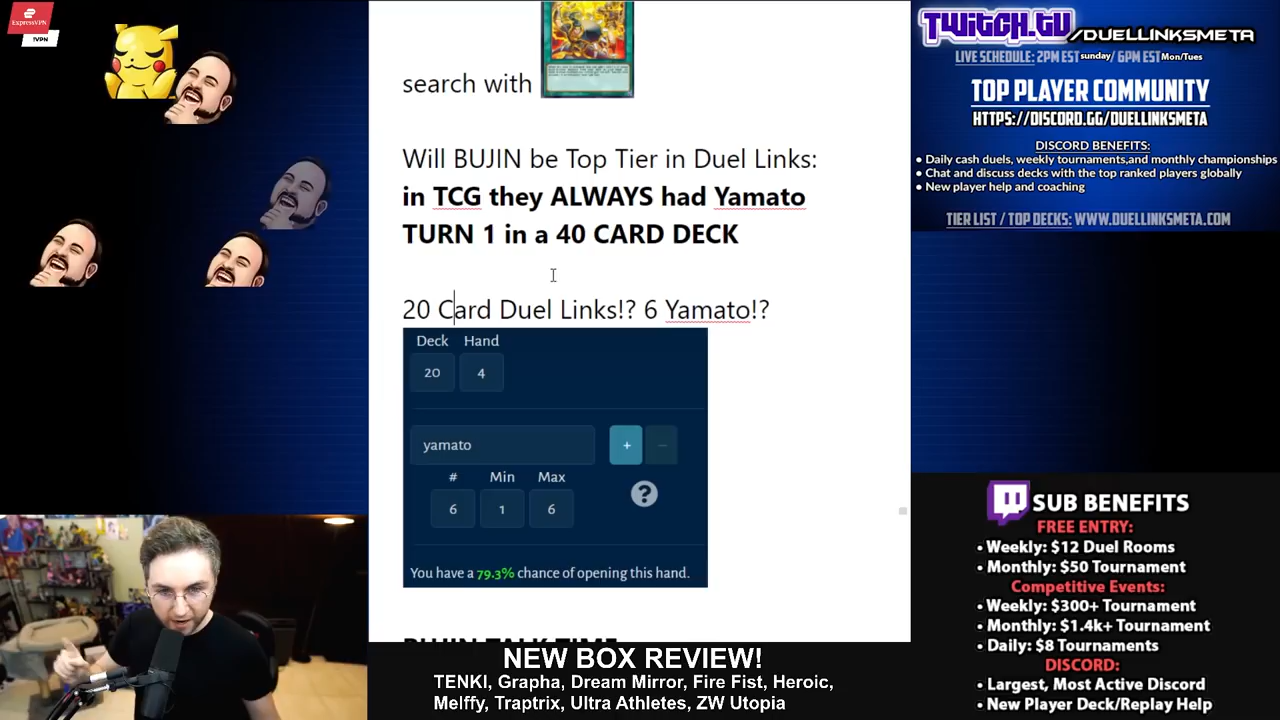 ExpressVPN
!VPN
search with
Will BUJIN be Top Tier in Duel Links:
in TCG they ALWAYS had Yamato
TURN 1 in a 40 CARD DECK
20 Card Duel Links!? 6 Yamato!?
Deck Hand
20 4
yamato + −
# Min Max
6 1 6
?
You have a 79.3% chance of opening this hand.
TWITCH.TV/DUELLINKSMETA
LIVE SCHEDULE: 2PM EST sunday/ 6PM EST Mon/Tues
TOP PLAYER COMMUNITY
HTTPS://DISCORD.GG/DUELLINKSMETA
DISCORD BENEFITS:
• Daily cash duels, weekly tournaments,and monthly championships
• Chat and discuss decks with the top ranked players globally
• New player help and coaching
TIER LIST / TOP DECKS: WWW.DUELLINKSMETA.COM
SUB BENEFITS
FREE ENTRY:
• Weekly: $12 Duel Rooms
• Monthly: $50 Tournament
Competitive Events:
• Weekly: $300+ Tournament
• Monthly: $1.4k+ Tournament
• Daily: $8 Tournaments
DISCORD:
• Largest, Most Active Discord
• New Player Deck/Replay Help
BUJIN TALK TIME
NEW BOX REVIEW!
TENKI, Grapha, Dream Mirror, Fire Fist, Heroic,
Melffy, Traptrix, Ultra Athletes, ZW Utopia